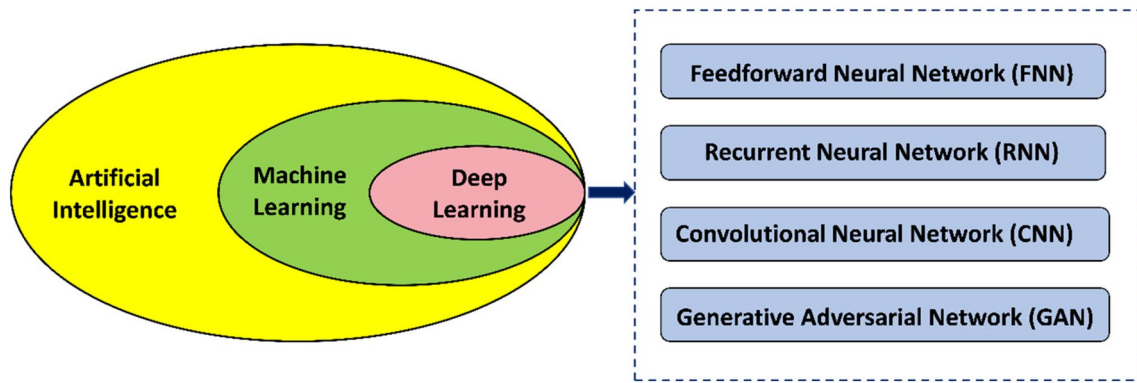 Artificial
Intelligence
Machine
Learning
Deep
Learning
Feedforward Neural Network (FNN)
Recurrent Neural Network (RNN)
Convolutional Neural Network (CNN)
Generative Adversarial Network (GAN)